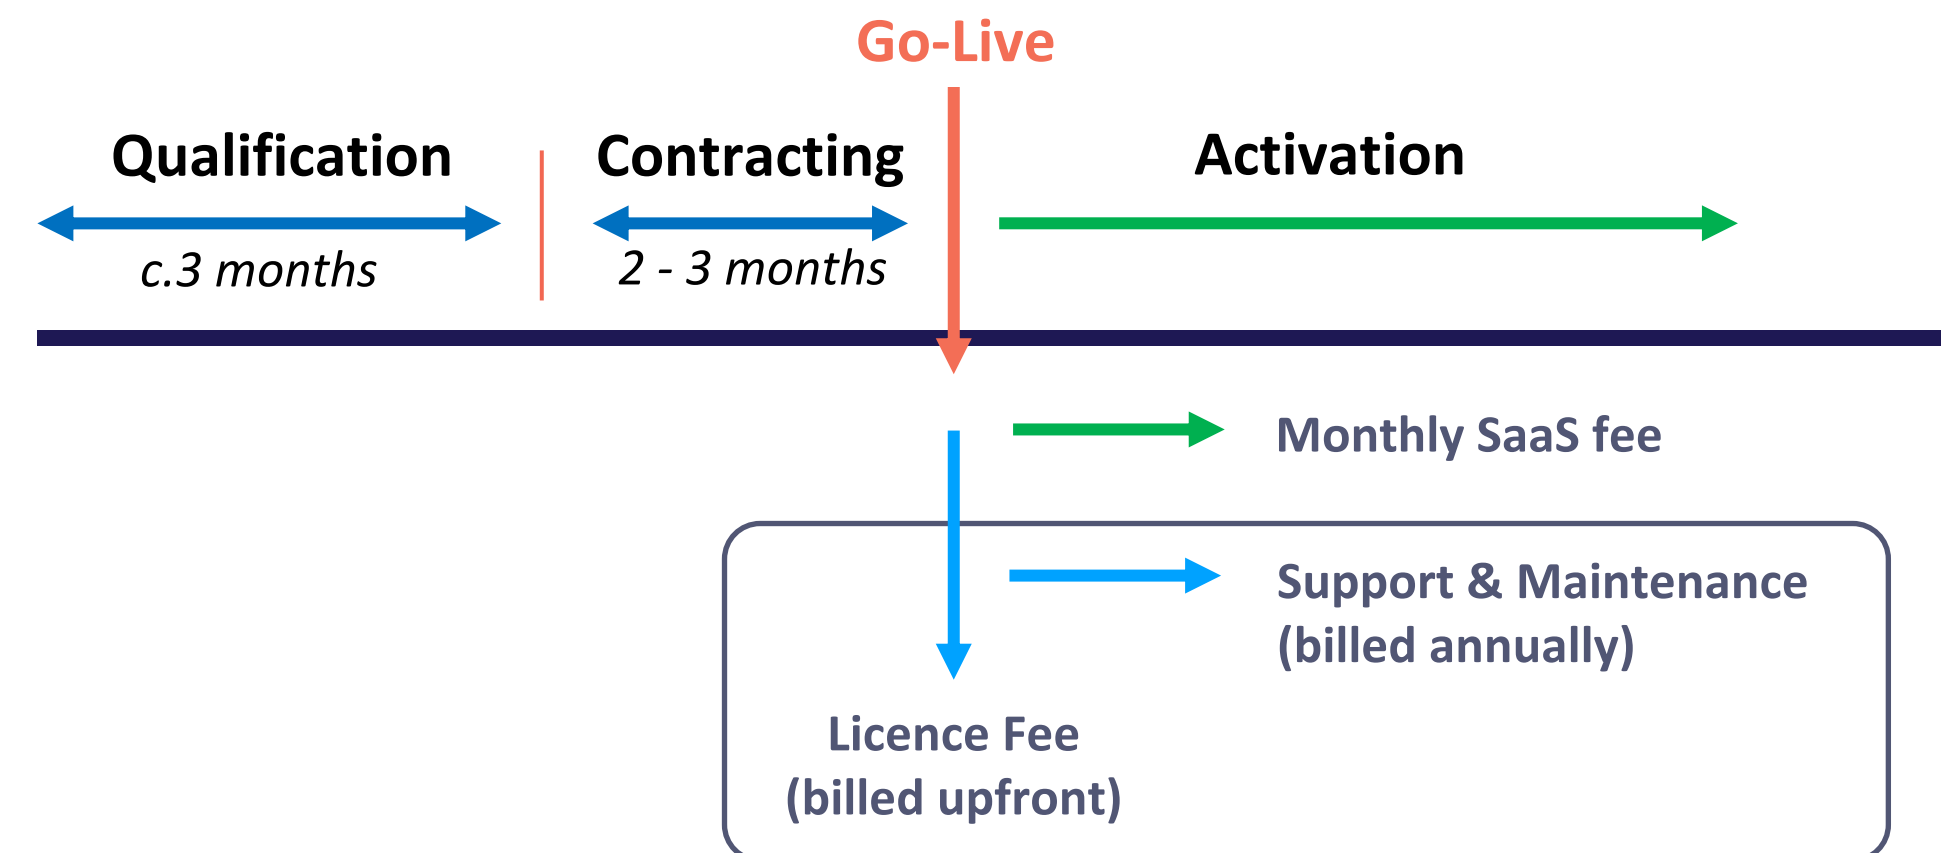 Go-Live
Qualification
Contracting
Activation
c.3 months
2 - 3 months
Monthly SaaS fee
Support & Maintenance
(billed annually)
Licence Fee
(billed upfront)